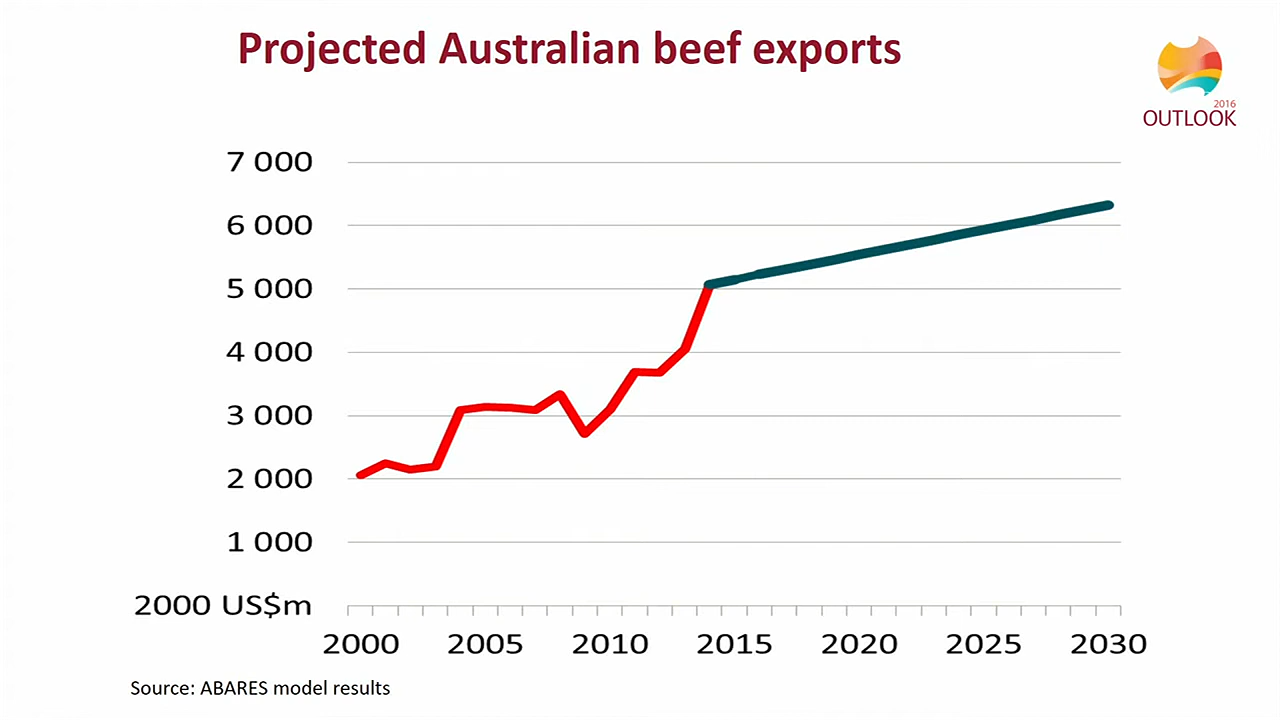 Projected Australian beef exports
2016
OUTLOOK
7 000
6 000
5 000
4 000
3 000
2 000
1 000
2000 US$m
2000 2005 2010 2015 2020 2025 2030
Source: ABARES model results